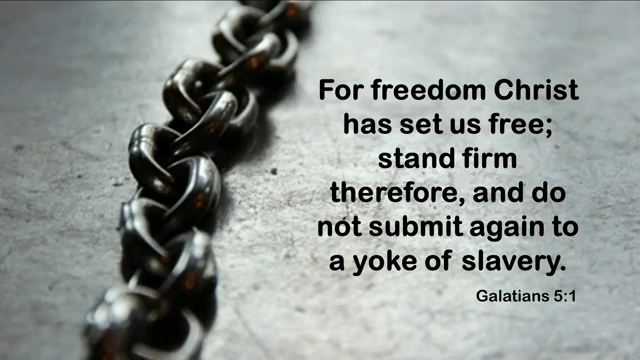 For freedom Christ
has set us free;
stand firm
therefore, and do
not submit again to
a yoke of slavery.
Galatians 5:1